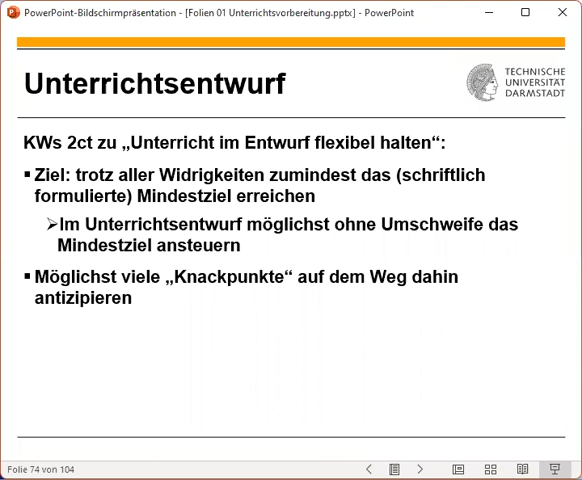 PowerPoint-Bildschirmpräsentation - [Folien 01 Unterrichtsvorbereitung.pptx] - PowerPoint
Unterrichtsentwurf
TECHNISCHE
UNIVERSITÄT
DARMSTADT
KWs 2ct zu „Unterricht im Entwurf flexibel halten“:
▪ Ziel: trotz aller Widrigkeiten zumindest das (schriftlich
formulierte) Mindestziel erreichen
➢Im Unterrichtsentwurf möglichst ohne Umschweife das
Mindestziel ansteuern
▪ Möglichst viele „Knackpunkte“ auf dem Weg dahin
antizipieren
Folie 74 von 104